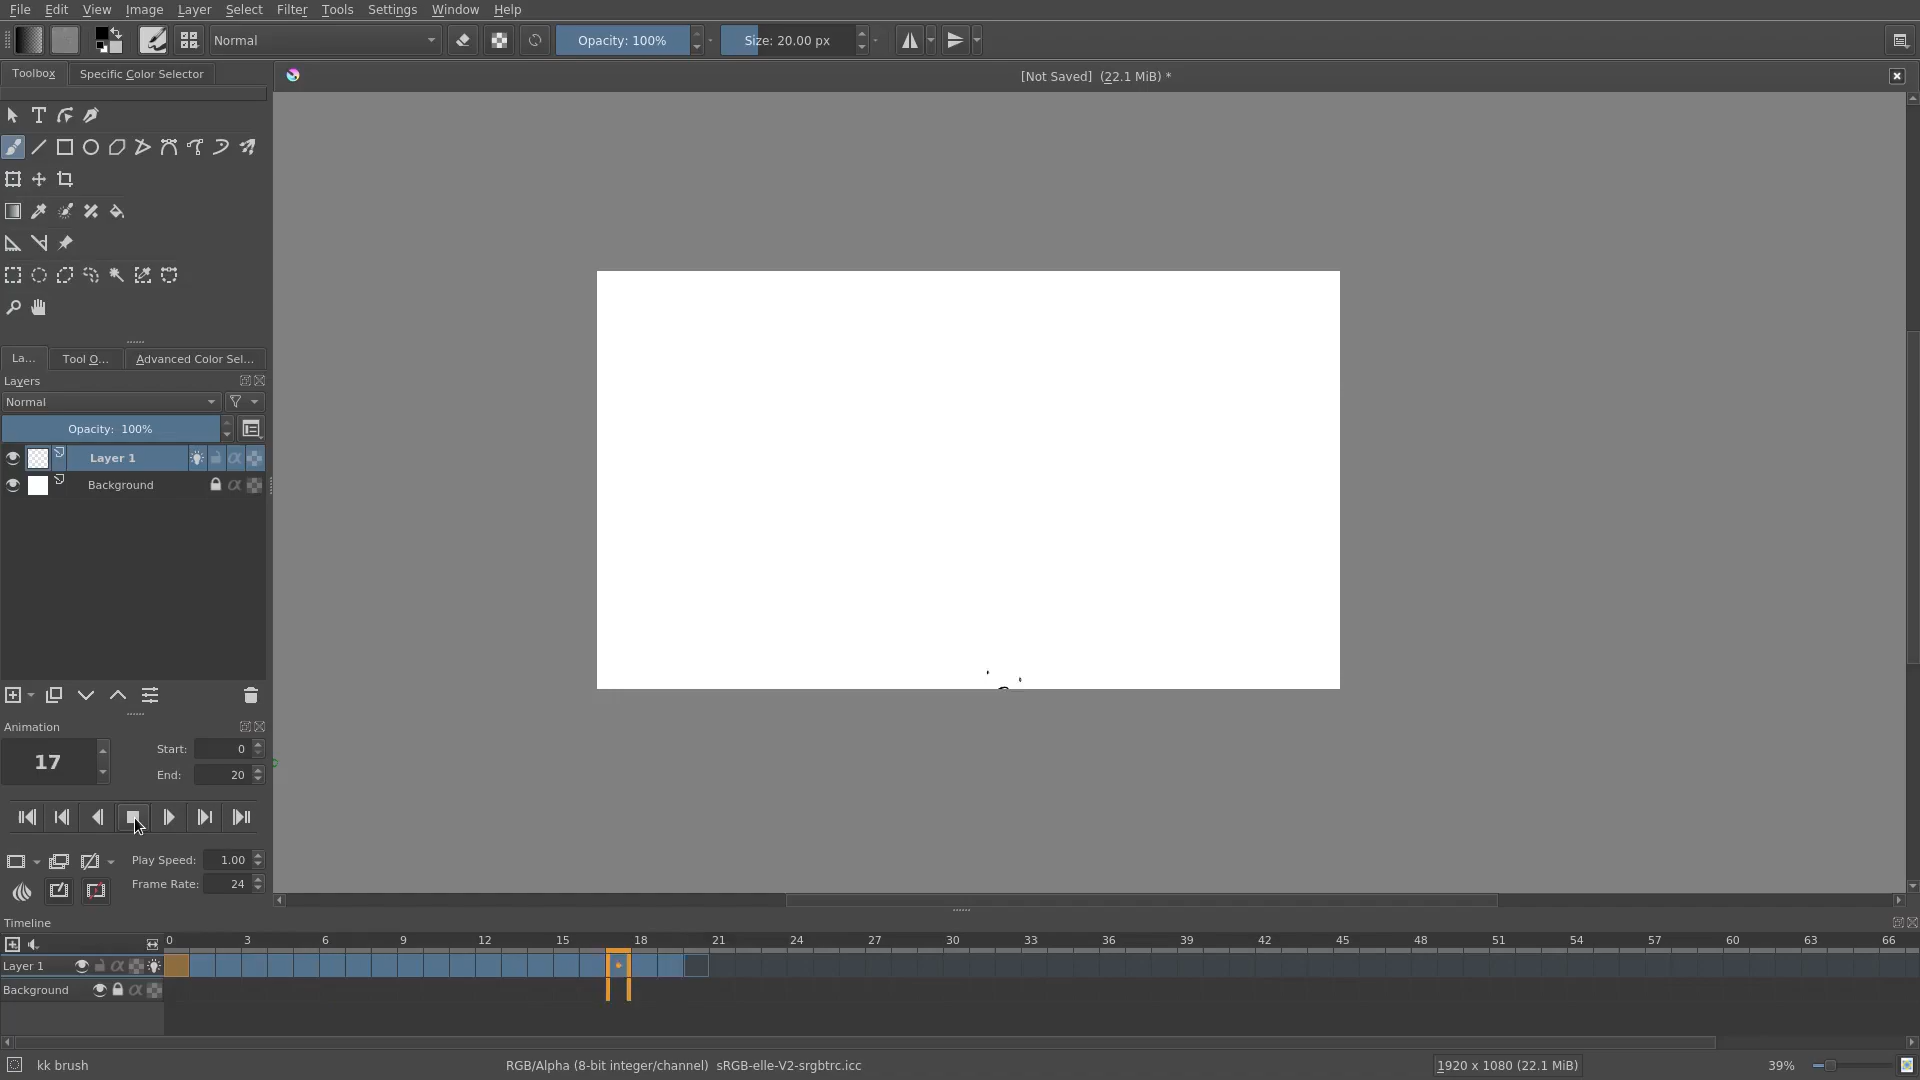 File Edit View Image Layer Select Filter Tools Settings Window Help
Normal Opacity: 100% Size: 20.00 px
Toolbox Specific Color Selector
[Not Saved] (22.1 MiB) *
La... Tool O... Advanced Color Sel...
Layers
Normal
Opacity: 100%
Layer 1
Background
Animation
17
Start: 0
End: 20
Play Speed: 1.00
Frame Rate: 24
Timeline
0 3 6 9 12 15 18 21 24 27 30 33 36 39 42 45 48 51 54 57 60 63 66
Layer 1
Background
kk brush RGB/Alpha (8-bit integer/channel) sRGB-elle-V2-srgbtrc.icc 1920 x 1080 (22.1 MiB) 39%